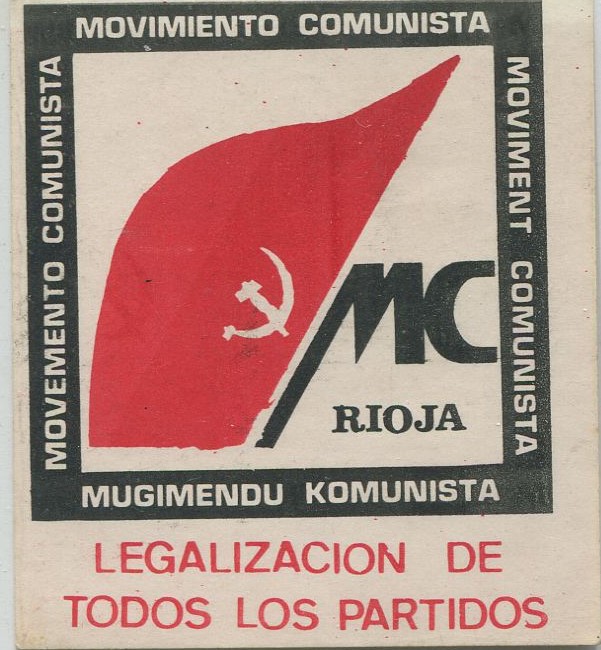 MOVIMIENTO COMUNISTA
MOVEMENTO COMUNISTA
MOVIMENT COMUNISTA
MC
RIOJA
MUGIMENDU KOMUNISTA
LEGALIZACION DE
TODOS LOS PARTIDOS